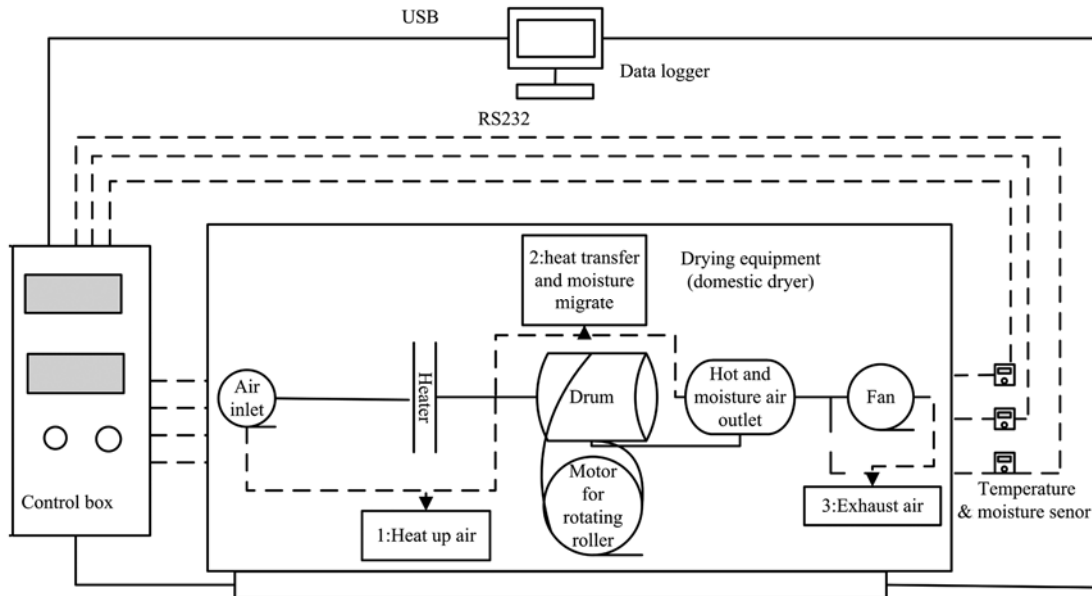 USB
Data logger
RS232
2:heat transfer
and moisture
migrate
Drying equipment
(domestic dryer)
Air
inlet
Heater
Drum
Hot and
moisture air
outlet
Fan
Motor
for
rotating
roller
Control box
1:Heat up air
3:Exhaust air
Temperature
& moisture senor